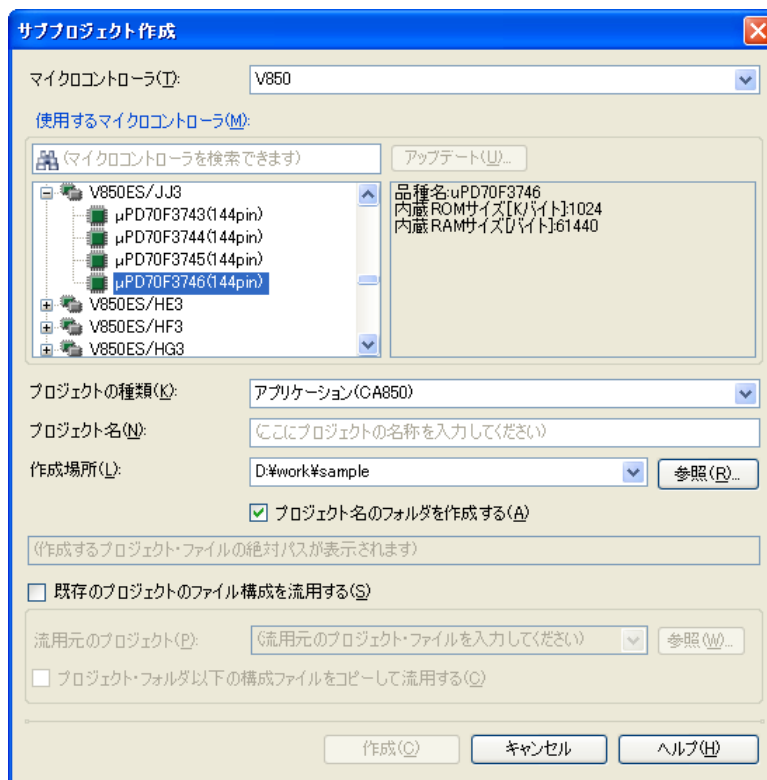 サブプロジェクト作成
マイクロコントローラ(T):
V850
使用するマイクロコントローラ(M):
(マイクロコントローラを検索できます)
アップデート(U)...
V850ES/JJ3
μPD70F3743(144pin)
μPD70F3744(144pin)
μPD70F3745(144pin)
μPD70F3746(144pin)
V850ES/HE3
V850ES/HF3
V850ES/HG3
品種名:uPD70F3746
内蔵ROMサイズ[Kバイト]:1024
内蔵RAMサイズ[バイト]:61440
プロジェクトの種類(K):
アプリケーション(CA850)
プロジェクト名(N):
(ここにプロジェクトの名称を入力してください)
作成場所(L):
D:¥work¥sample
参照(R)...
プロジェクト名のフォルダを作成する(A)
(作成するプロジェクト・ファイルの絶対パスが表示されます)
既存のプロジェクトのファイル構成を流用する(S)
流用元のプロジェクト(P):
(流用元のプロジェクト・ファイルを入力してください)
参照(W)...
プロジェクト・フォルダ以下の構成ファイルをコピーして流用する(C)
作成(C)
キャンセル
ヘルプ(H)